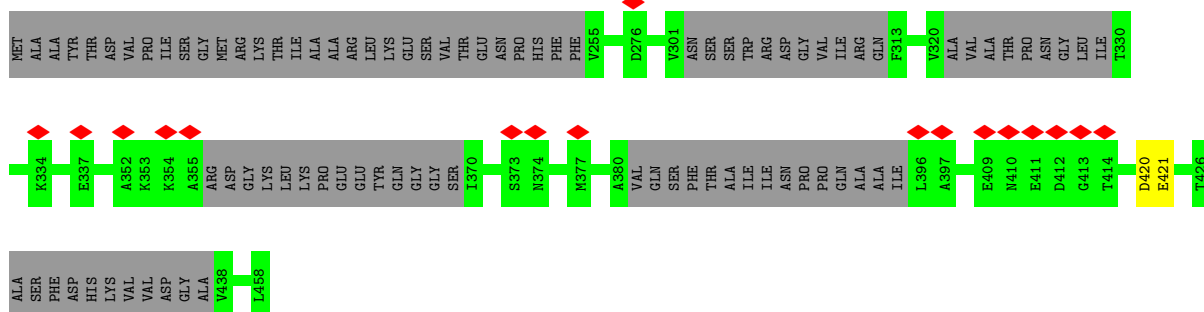 MET ALA ALA TYR THR ASP VAL PRO ILE SER GLY MET ARG LYS THR ILE ALA ALA ARG LEU LYS GLU SER VAL THR GLU ASN PRO HIS PHE PHE V255 D276 V301 ASN SER SER TRP ARG ASP GLY VAL ILE ARG GLN F313 V320 ALA VAL ALA THR PRO ASN GLY LEU ILE T330
K334 E337 A352 K353 K354 A355 ARG ASP GLY LYS LEU LYS PRO GLU GLU TYR GLN GLY GLY SER I370 S373 N374 M377 A380 VAL GLN SER PHE THR ALA ILE ILE ASN PRO PRO GLN ALA ALA ILE L396 A397 E409 N410 E411 D412 G413 T414 D420 E421 T426
ALA SER PHE ASP HIS LYS VAL VAL ASP GLY ALA V438 L458